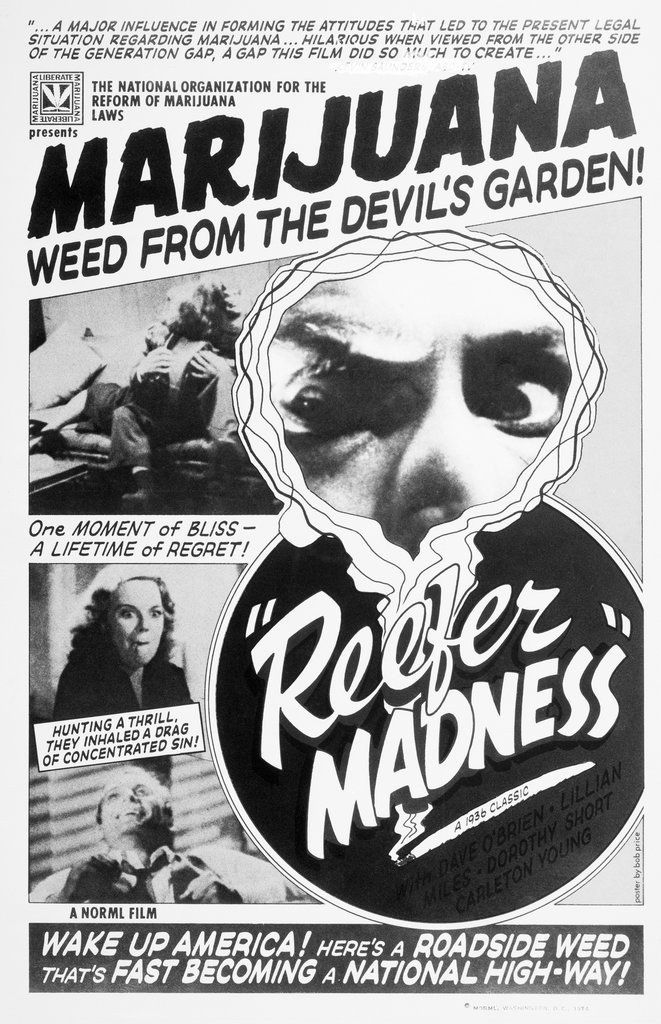 "... A MAJOR INFLUENCE IN FORMING THE ATTITUDES THAT LED TO THE PRESENT LEGAL
SITUATION REGARDING MARIJUANA ... HILARIOUS WHEN VIEWED FROM THE OTHER SIDE
OF THE GENERATION GAP, A GAP THIS FILM DID SO MUCH TO CREATE ..."
LIBERATE
MARIJUANA
MARIJUANA
LIBERATE
THE NATIONAL ORGANIZATION FOR THE
REFORM OF MARIJUANA
LAWS
presents
MARIJUANA
WEED FROM THE DEVIL'S GARDEN!
One MOMENT of BLISS –
A LIFETIME of REGRET!
HUNTING A THRILL,
THEY INHALED A DRAG
OF CONCENTRATED SIN!
"Reefer
MADNESS"
A 1936 CLASSIC
With DAVE O'BRIEN • LILLIAN
MILES • DOROTHY SHORT
CARLETON YOUNG
poster by bob price
A NORML FILM
WAKE UP AMERICA! HERE'S A ROADSIDE WEED
THAT'S FAST BECOMING A NATIONAL HIGH-WAY!
© NORML, WASHINGTON, D.C., 1974